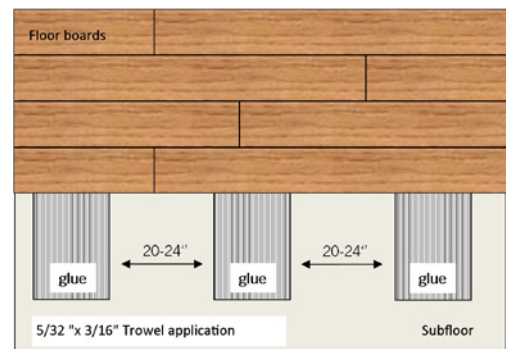 Floor boards
20-24‘’
20-24‘’
glue
glue
glue
5/32 "x 3/16” Trowel application
Subfloor